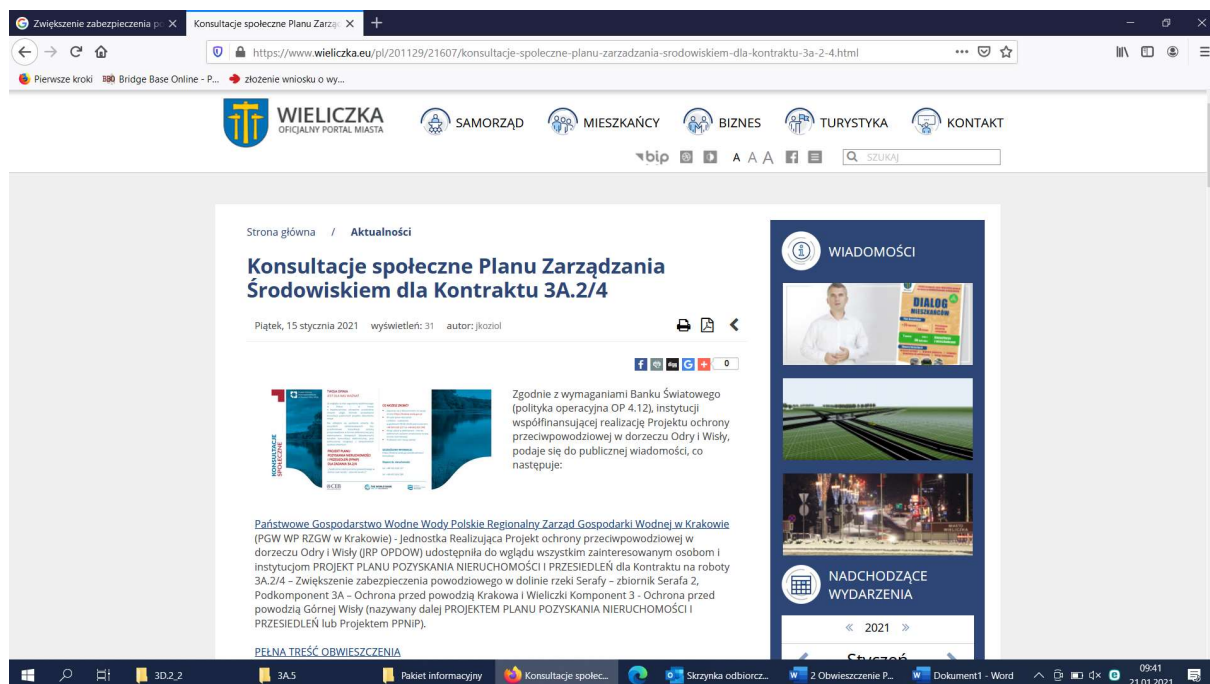 Zwiększenie zabezpieczenia po
Konsultacje społeczne Planu Zarząd
https://www.wieliczka.eu/pl/201129/21607/konsultacje-spoleczne-planu-zarzadzania-srodowiskiem-dla-kontraktu-3a-2-4.html
Pierwsze kroki
Bridge Base Online - P...
złożenie wniosku o wy...
WIELICZKA
OFICJALNY PORTAL MIASTA
SAMORZĄD
MIESZKAŃCY
BIZNES
TURYSTYKA
KONTAKT
bip
A A A
SZUKAJ
Strona główna / Aktualności
Konsultacje społeczne Planu Zarządzania
Środowiskiem dla Kontraktu 3A.2/4
Piątek, 15 stycznia 2021 wyświetleń: 31 autor: jkoziol
0
KONSULTACJE
SPOŁECZNE
Zgodnie z wymaganiami Banku Światowego
(polityka operacyjna OP 4.12), instytucji
współfinansującej realizację Projektu ochrony
przeciwpowodziowej w dorzeczu Odry i Wisły,
podaje się do publicznej wiadomości, co
następuje:
Państwowe Gospodarstwo Wodne Wody Polskie Regionalny Zarząd Gospodarki Wodnej w Krakowie
(PGW WP RZGW w Krakowie) - Jednostka Realizująca Projekt ochrony przeciwpowodziowej w
dorzeczu Odry i Wisły (JRP OPDOW) udostępniła do wglądu wszystkim zainteresowanym osobom i
instytucjom PROJEKT PLANU POZYSKANIA NIERUCHOMOŚCI I PRZESIEDLEŃ dla Kontraktu na roboty
3A.2/4 – Zwiększenie zabezpieczenia powodziowego w dolinie rzeki Serafy – zbiornik Serafa 2,
Podkomponent 3A – Ochrona przed powodzią Krakowa i Wieliczki Komponent 3 - Ochrona przed
powodzią Górnej Wisły (nazywany dalej PROJEKTEM PLANU POZYSKANIA NIERUCHOMOŚCI I
PRZESIEDLEŃ lub Projektem PPNiP).
PEŁNA TREŚĆ OBWIESZCZENIA
WIADOMOŚCI
DIALOG
MIESZKAŃCÓW
NADCHODZĄCE
WYDARZENIA
« 2021 »
Styczeń
3D.2_2
3A.5
Pakiet informacyjny
Konsultacje społec...
Skrzynka odbiorcz...
2 Obwieszczenie P...
Dokument1 - Word
09:41
21.01.2021